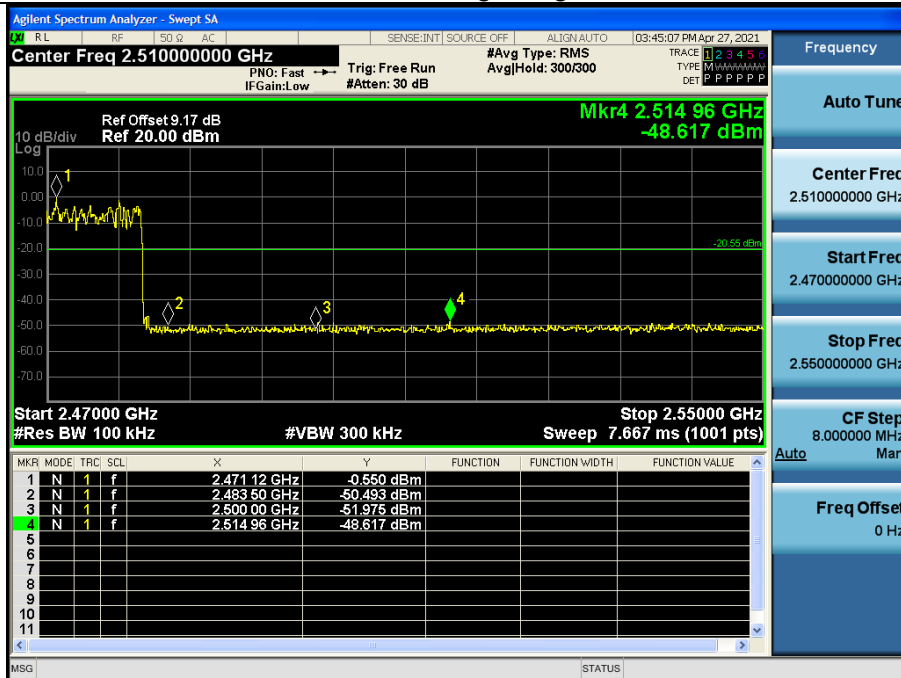 Agilent Spectrum Analyzer - Swept SA
LXI RL RF 50 Ω AC SENSE:INT SOURCE OFF ALIGN AUTO 03:45:07 PM Apr 27, 2021
Center Freq 2.510000000 GHz #Avg Type: RMS TRACE 1 2 3 4 5 6
PNO: Fast Trig: Free Run Avg|Hold: 300/300 TYPE M WWWWW
IFGain:Low #Atten: 30 dB DET P P P P P P
Mkr4 2.514 96 GHz
-48.617 dBm
Ref Offset 9.17 dB
10 dB/div Ref 20.00 dBm
Log
10.0
0.00
-10.0
-20.0
-30.0
-40.0
-50.0
-60.0
-70.0
1
2
3
4
-20.55 dBm
Start 2.47000 GHz Stop 2.55000 GHz
#Res BW 100 kHz #VBW 300 kHz Sweep 7.667 ms (1001 pts)
MKR MODE TRC SCL X Y FUNCTION FUNCTION WIDTH FUNCTION VALUE
1 N 1 f 2.471 12 GHz -0.550 dBm
2 N 1 f 2.483 50 GHz -50.493 dBm
3 N 1 f 2.500 00 GHz -51.975 dBm
4 N 1 f 2.514 96 GHz -48.617 dBm
5
6
7
8
9
10
11
MSG STATUS
Frequency
Auto Tune
Center Freq
2.510000000 GHz
Start Freq
2.470000000 GHz
Stop Freq
2.550000000 GHz
CF Step
8.000000 MHz
Auto Man
Freq Offset
0 Hz